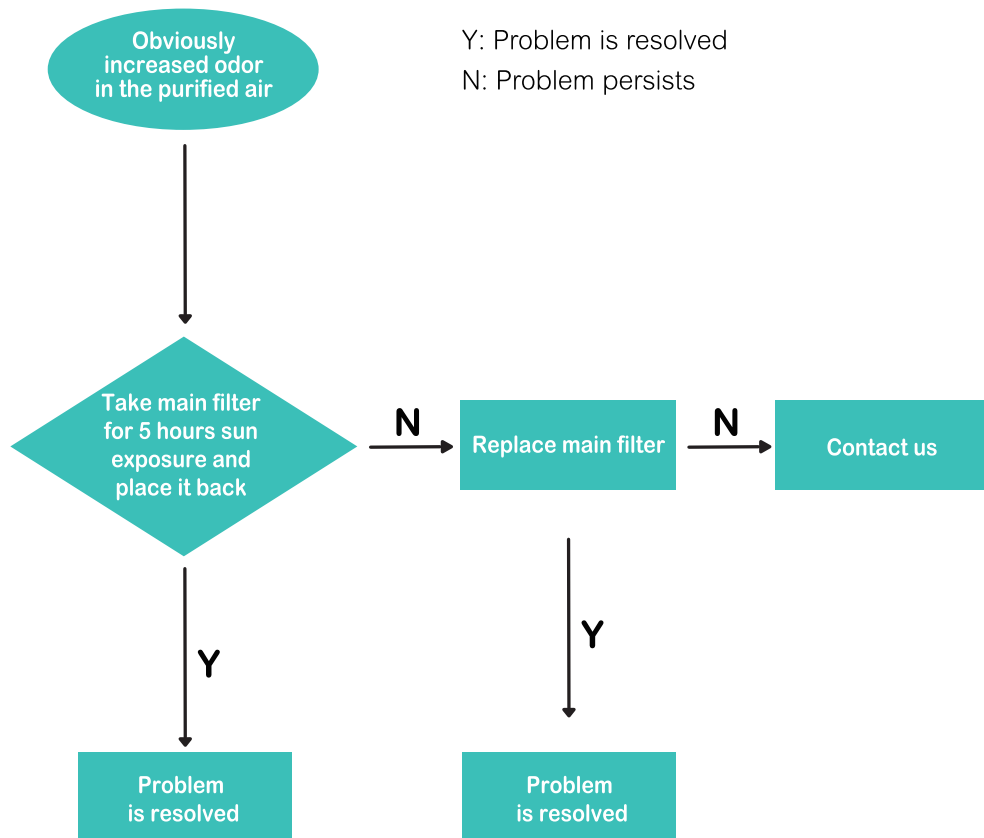 Obviously
increased odor
in the purified air
Y: Problem is resolved
N: Problem persists
Take main filter
for 5 hours sun
exposure and
place it back
N
Replace main filter
N
Contact us
Y
Y
Problem
is resolved
Problem
is resolved